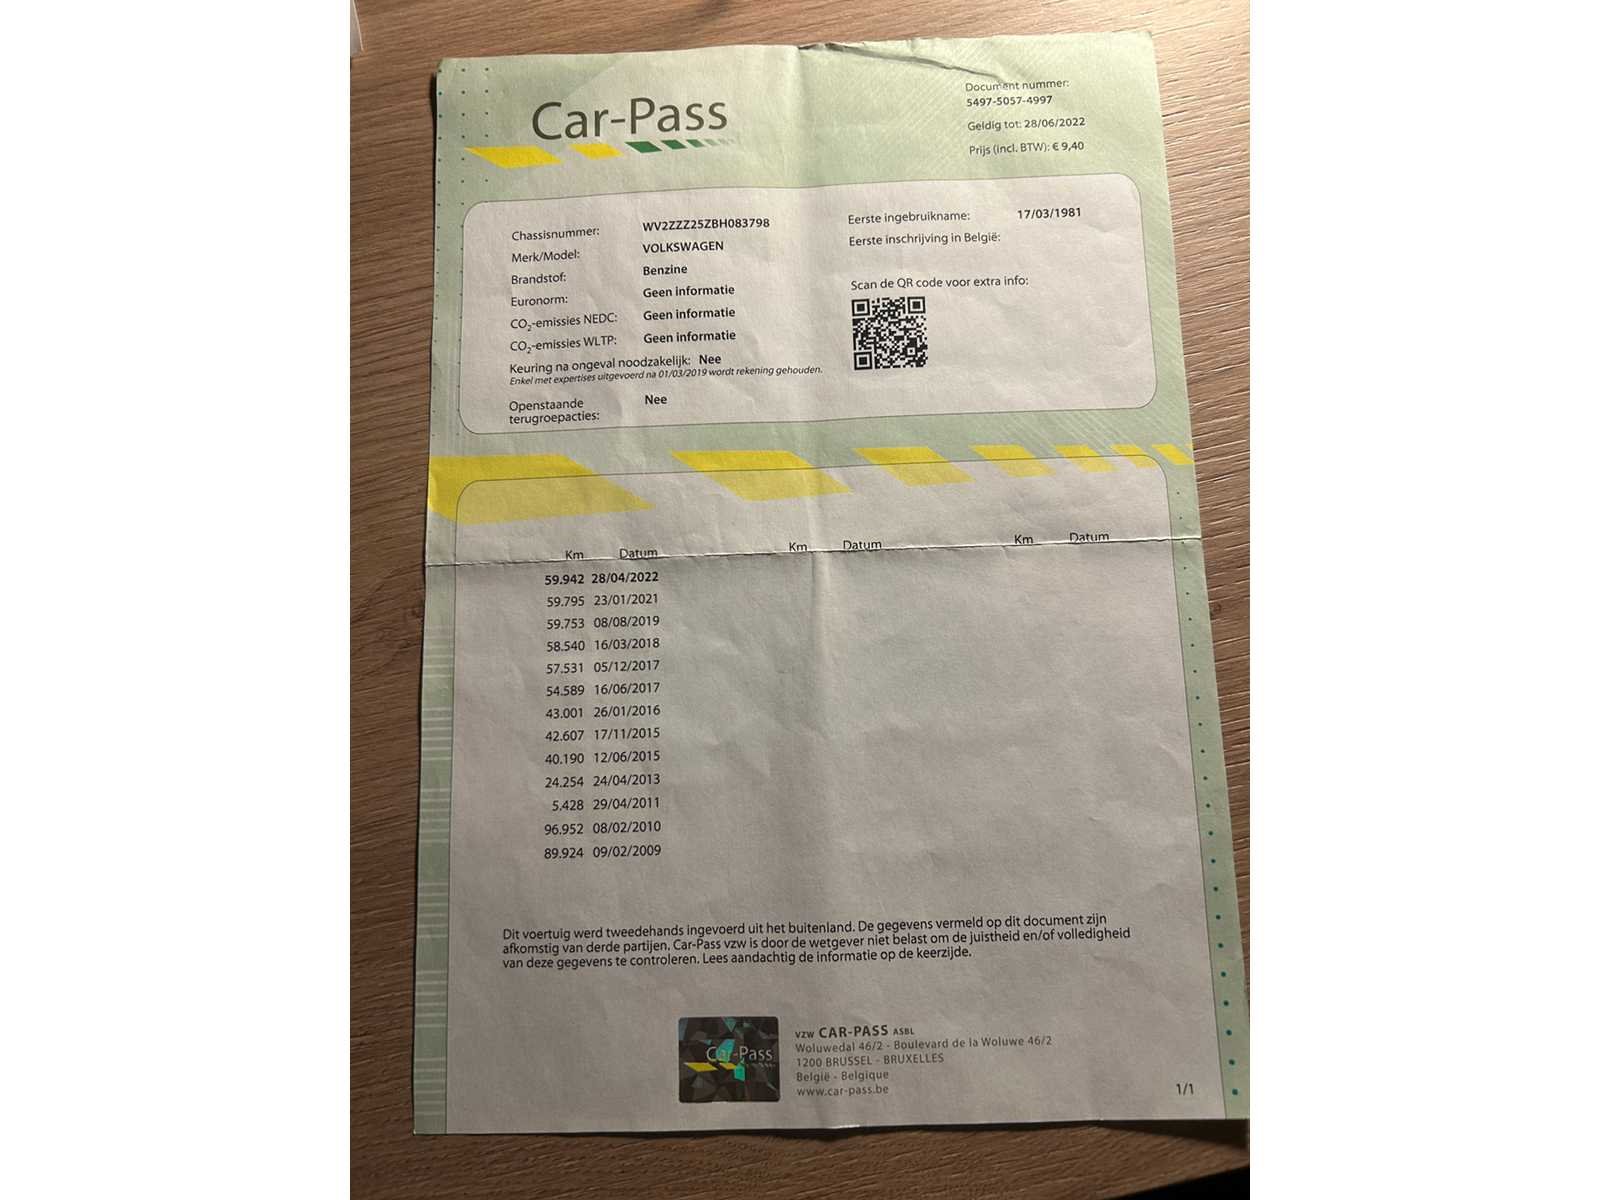 Car-Pass
Document nummer:
5497-5057-4997
Geldig tot: 28/06/2022
Prijs (incl. BTW): € 9,40
Chassisnummer: WV2ZZZ25ZBH083798
Merk/Model: VOLKSWAGEN
Brandstof: Benzine
Euronorm: Geen informatie
CO2-emissies NEDC: Geen informatie
CO2-emissies WLTP: Geen informatie
Keuring na ongeval noodzakelijk: Nee
Enkel met expertises uitgevoerd na 01/03/2019 wordt rekening gehouden.
Openstaande
terugroepacties: Nee
Eerste ingebruikname: 17/03/1981
Eerste inschrijving in België:
Scan de QR code voor extra info:
Km Datum Km Datum Km Datum
59.942 28/04/2022
59.795 23/01/2021
59.753 08/08/2019
58.540 16/03/2018
57.531 05/12/2017
54.589 16/06/2017
43.001 26/01/2016
42.607 17/11/2015
40.190 12/06/2015
24.254 24/04/2013
5.428 29/04/2011
96.952 08/02/2010
89.924 09/02/2009
Dit voertuig werd tweedehands ingevoerd uit het buitenland. De gegevens vermeld op dit document zijn
afkomstig van derde partijen. Car-Pass vzw is door de wetgever niet belast om de juistheid en/of volledigheid
van deze gegevens te controleren. Lees aandachtig de informatie op de keerzijde.
Car-Pass
VZW CAR-PASS ASBL
Woluwedal 46/2 - Boulevard de la Woluwe 46/2
1200 BRUSSEL - BRUXELLES
België - Belgique
www.car-pass.be
1/1